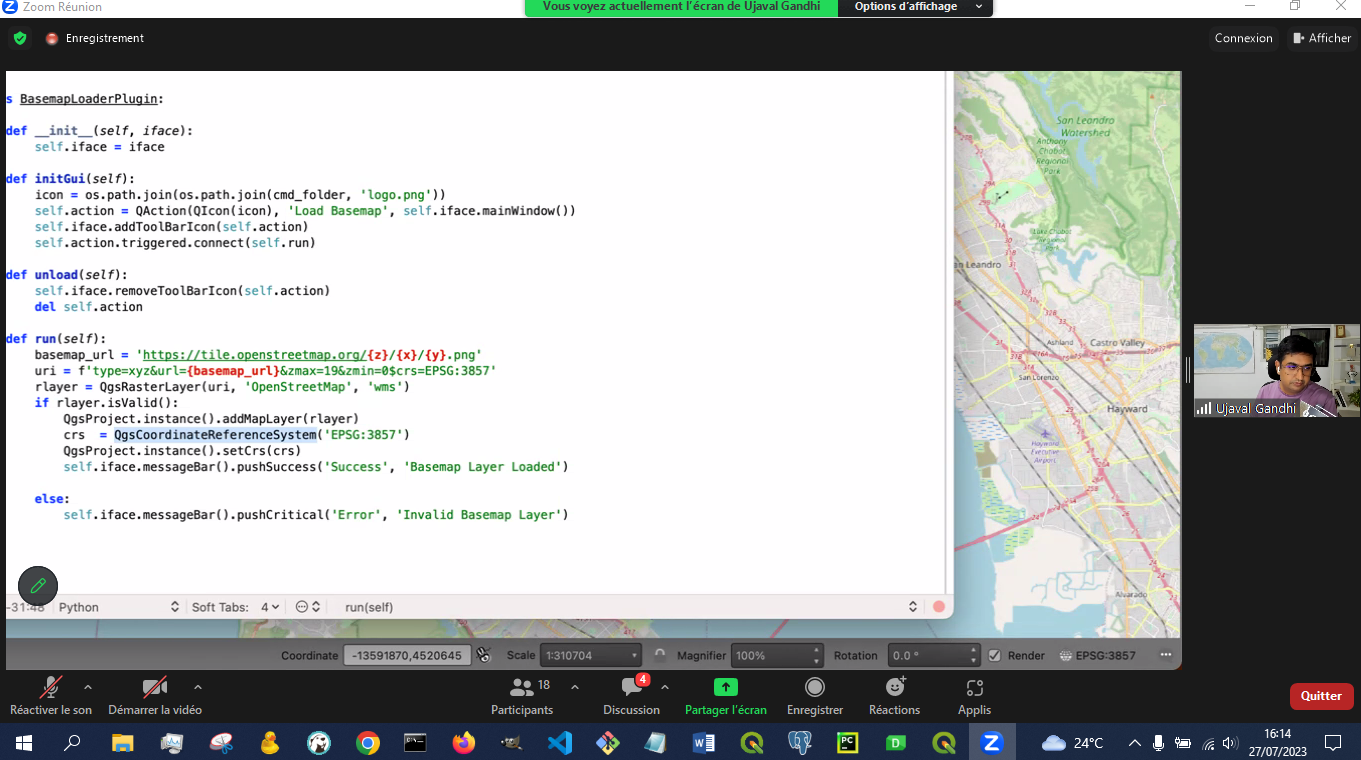 Zoom Réunion
Vous voyez actuellement l'écran de Ujaval Gandhi
Options d'affichage
Enregistrement
Connexion
Afficher
s BasemapLoaderPlugin:
def __init__(self, iface):
self.iface = iface
def initGui(self):
icon = os.path.join(os.path.join(cmd_folder, 'logo.png'))
self.action = QAction(QIcon(icon), 'Load Basemap', self.iface.mainWindow())
self.iface.addToolBarIcon(self.action)
self.action.triggered.connect(self.run)
def unload(self):
self.iface.removeToolBarIcon(self.action)
del self.action
def run(self):
basemap_url = 'https://tile.openstreetmap.org/{z}/{x}/{y}.png'
uri = f'type=xyz&url={basemap_url}&zmax=19&zmin=0$crs=EPSG:3857'
rlayer = QgsRasterLayer(uri, 'OpenStreetMap', 'wms')
if rlayer.isValid():
QgsProject.instance().addMapLayer(rlayer)
crs  = QgsCoordinateReferenceSystem('EPSG:3857')
QgsProject.instance().setCrs(crs)
self.iface.messageBar().pushSuccess('Success', 'Basemap Layer Loaded')
else:
self.iface.messageBar().pushCritical('Error', 'Invalid Basemap Layer')
San Leandro
Watershed
Anthony
Chabot
Regional
Park
Lake Chabot
Regional
Park
an Leandro
Ashland
Castro Valley
San Lorenzo
Hayward
Hayward
Executive
Airport
Alvarado
Ujaval Gandhi
-31:48
Python
Soft Tabs: 4
run(self)
Coordinate
-13591870,4520645
Scale
1:310704
Magnifier
100%
Rotation
0.0 °
Render
EPSG:3857
Réactiver le son
Démarrer la vidéo
18
Participants
4
Discussion
Partager l'écran
Enregistrer
Réactions
Applis
Quitter
24°C
16:14
27/07/2023